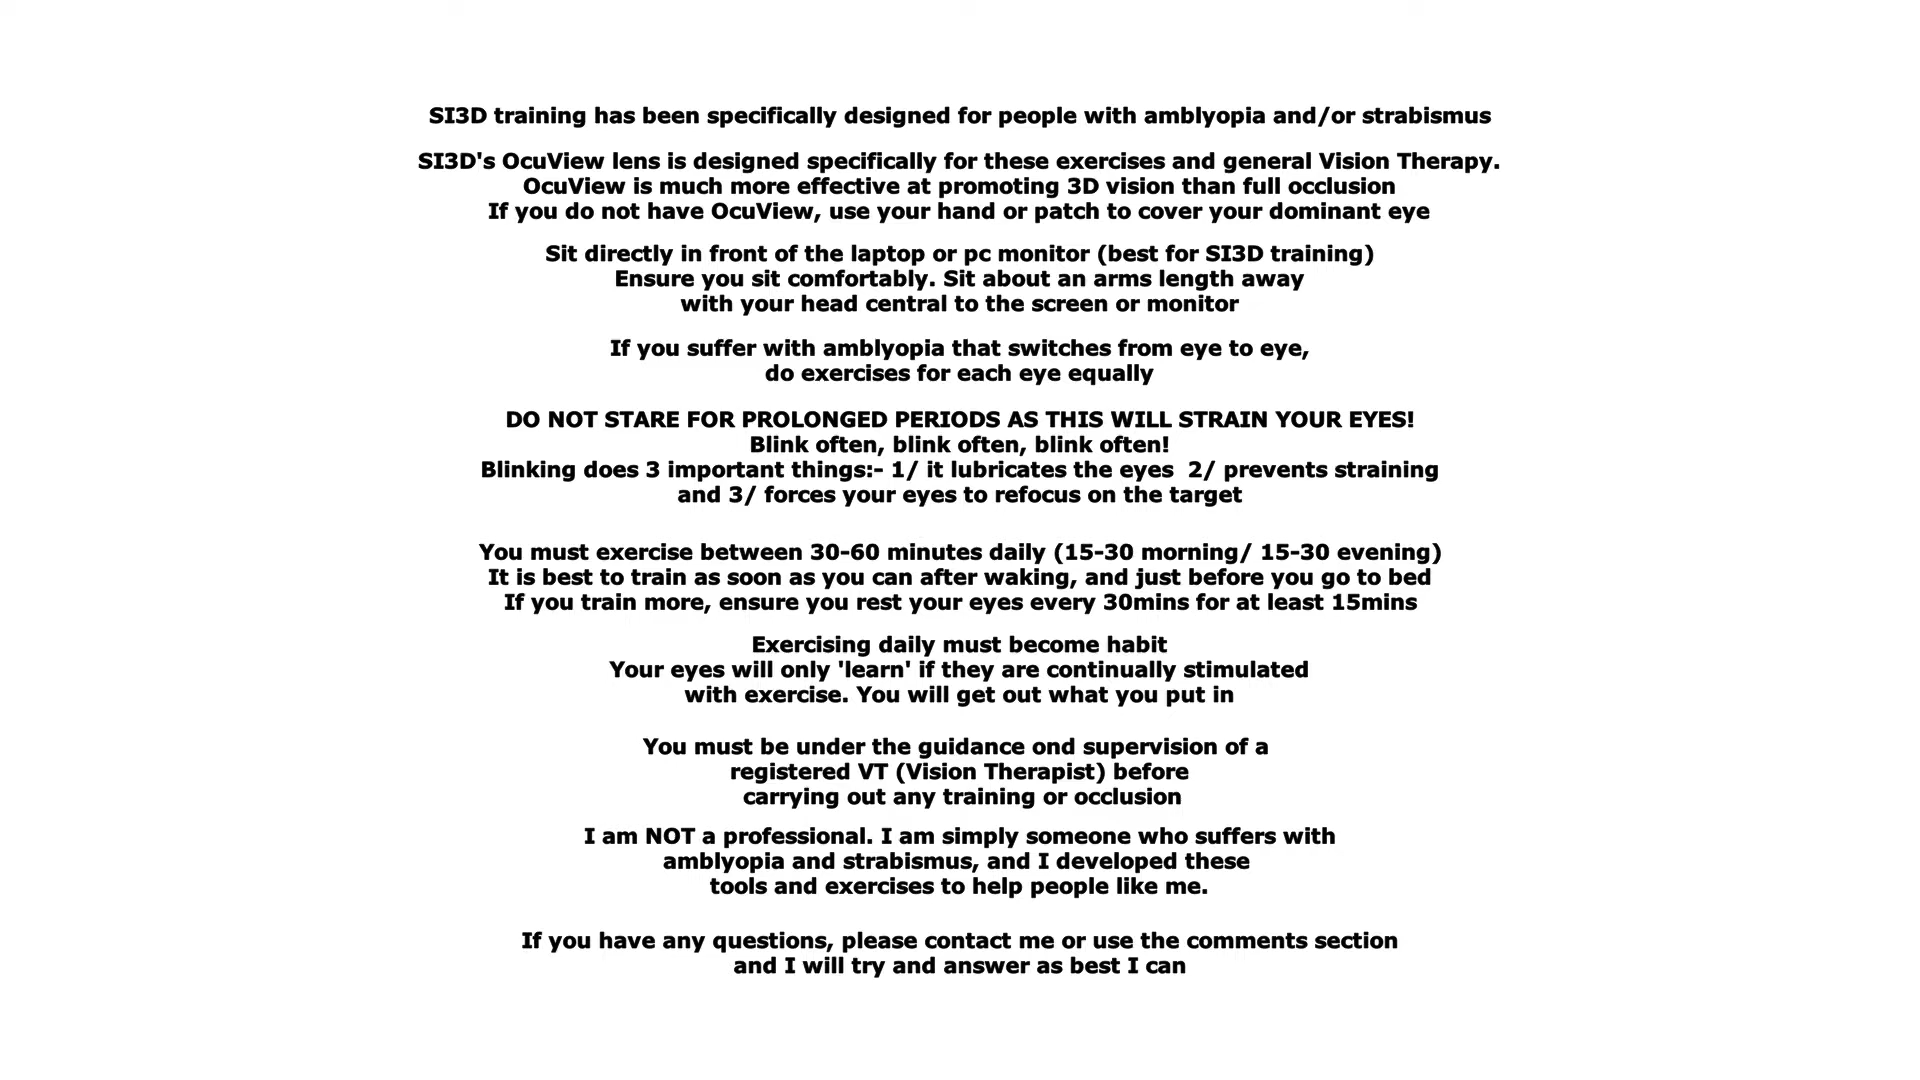 SI3D training has been specifically designed for people with amblyopia and/or strabismus
SI3D's OcuView lens is designed specifically for these exercises and general Vision Therapy.
OcuView is much more effective at promoting 3D vision than full occlusion
If you do not have OcuView, use your hand or patch to cover your dominant eye
Sit directly in front of the laptop or pc monitor (best for SI3D training)
Ensure you sit comfortably. Sit about an arms length away
with your head central to the screen or monitor
If you suffer with amblyopia that switches from eye to eye,
do exercises for each eye equally
DO NOT STARE FOR PROLONGED PERIODS AS THIS WILL STRAIN YOUR EYES!
Blink often, blink often, blink often!
Blinking does 3 important things:- 1/ it lubricates the eyes  2/ prevents straining
and 3/ forces your eyes to refocus on the target
You must exercise between 30-60 minutes daily (15-30 morning/ 15-30 evening)
It is best to train as soon as you can after waking, and just before you go to bed
If you train more, ensure you rest your eyes every 30mins for at least 15mins
Exercising daily must become habit
Your eyes will only 'learn' if they are continually stimulated
with exercise. You will get out what you put in
You must be under the guidance ond supervision of a
registered VT (Vision Therapist) before
carrying out any training or occlusion
I am NOT a professional. I am simply someone who suffers with
amblyopia and strabismus, and I developed these
tools and exercises to help people like me.
If you have any questions, please contact me or use the comments section
and I will try and answer as best I can